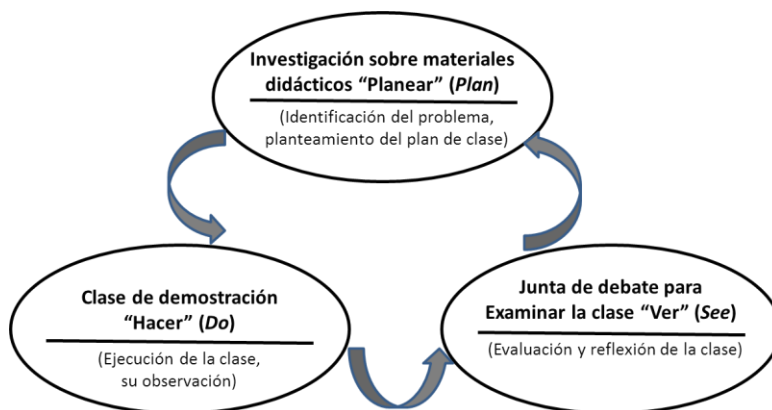 Investigación sobre materiales
didácticos “Planear” (Plan)
(Identificación del problema,
planteamiento del plan de clase)
Clase de demostración
“Hacer” (Do)
(Ejecución de la clase,
su observación)
Junta de debate para
Examinar la clase “Ver” (See)
(Evaluación y reflexión de la clase)